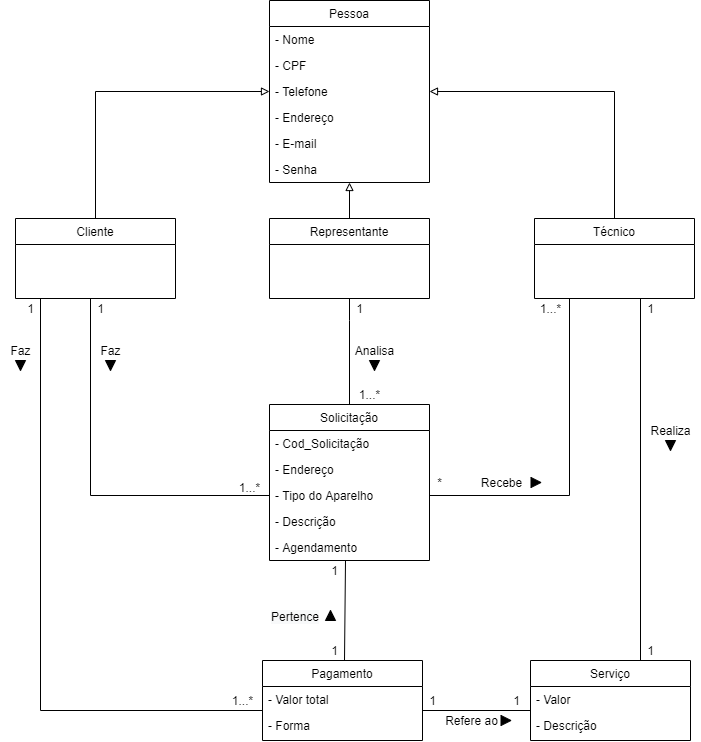 Pessoa
- Nome
- CPF
- Telefone
- Endereço
- E-mail
- Senha
Cliente
Representante
Técnico
1
1
1
1...*
1
Faz
Faz
Analisa
1...*
Realiza
Solicitação
- Cod_Solicitação
- Endereço
- Tipo do Aparelho
- Descrição
- Agendamento
1...*
*
Recebe
1
Pertence
1
1
Pagamento
- Valor total
- Forma
1...*
1
1
Refere ao
Serviço
- Valor
- Descrição